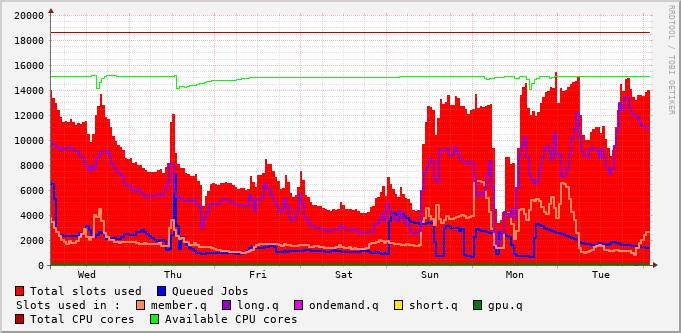 20000
18000
16000
14000
12000
10000
8000
6000
4000
2000
0
Wed Thu Fri Sat Sun Mon Tue
RRDTOOL / TOBI OETIKER
Total slots used Queued Jobs
Slots used in : member.q long.q ondemand.q short.q gpu.q
Total CPU cores Available CPU cores